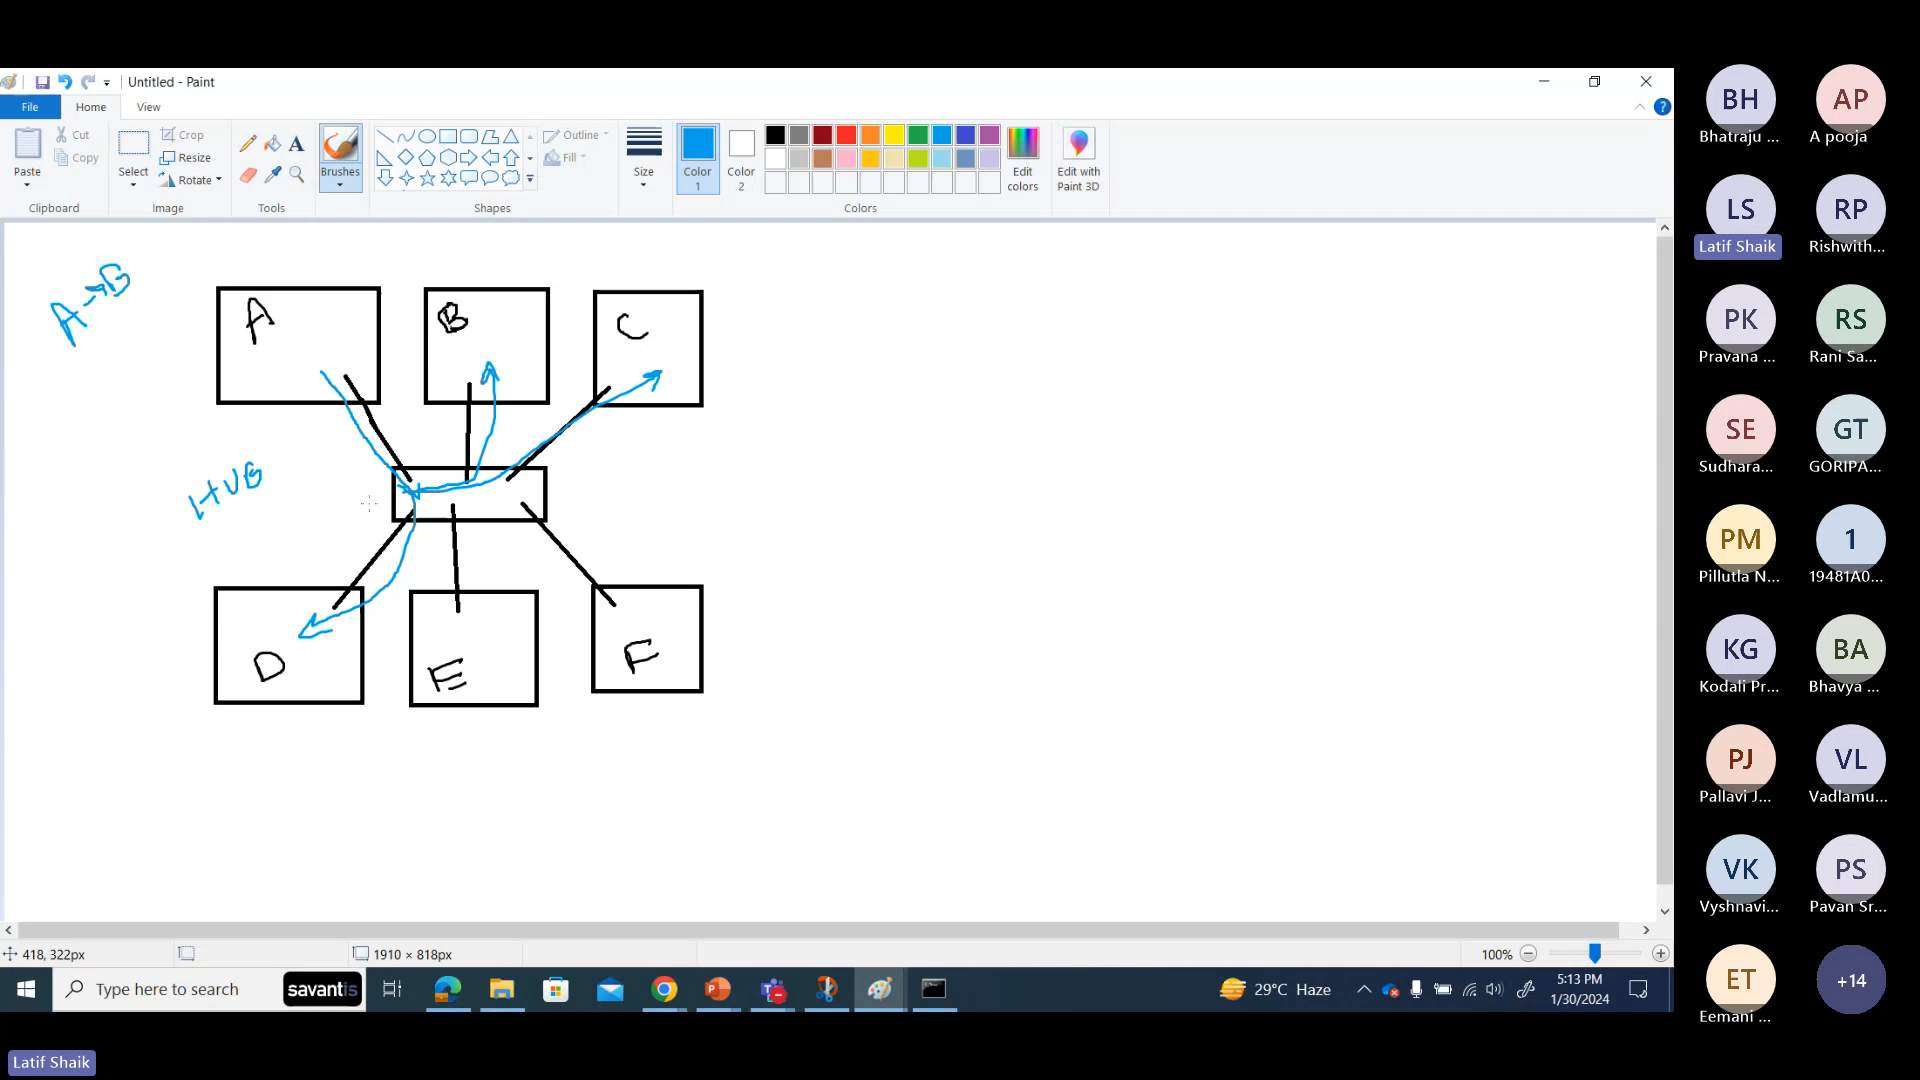 Untitled - Paint
File
Home
View
Paste
Cut
Copy
Clipboard
Select
Crop
Resize
Rotate
Image
Tools
Brushes
Shapes
Outline
Fill
Size
Color
1
Color
2
Edit
colors
Edit with
Paint 3D
Colors
A→B
A
B
C
HUB
D
E
F
418, 322px
1910 × 818px
100%
Type here to search
savantis
29°C Haze
5:13 PM
1/30/2024
BH
Bhatraju ...
AP
A pooja
LS
Latif Shaik
RP
Rishwith...
PK
Pravana ...
RS
Rani Sa...
SE
Sudhara...
GT
GORIPA...
PM
Pillutla N...
1
19481A0...
KG
Kodali Pr...
BA
Bhavya ...
PJ
Pallavi J...
VL
Vadlamu...
VK
Vyshnavi...
PS
Pavan Sr...
ET
Eemani ...
+14
Latif Shaik